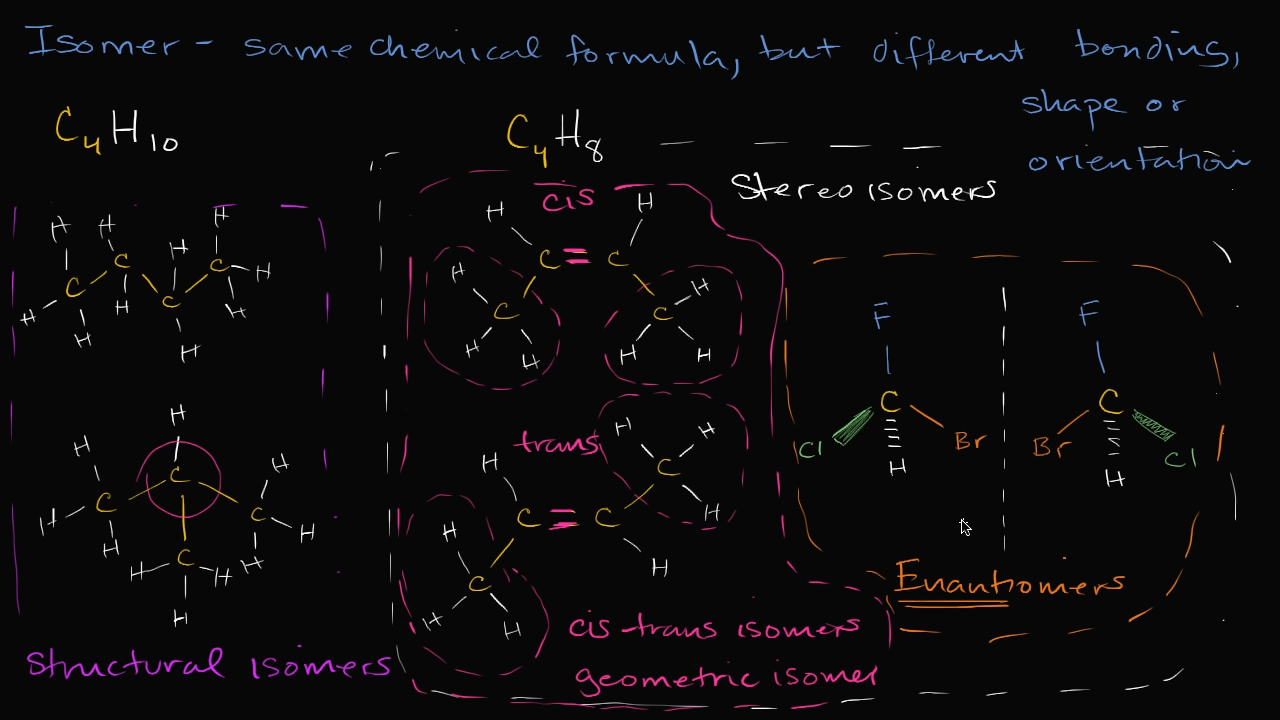 Isomer - same chemical formula, but different bonding,
shape or
orientation
C4H10
C4H8
Stereoisomers
cis
H H
C = C
H H
C C
H H H H
H H H H H
C C C C
H H H H H
F F
C C
Cl Br Br Cl
H H
trans
H H H
C H
C = C
H
H C H
H H
H
H C H
C C
H H H H
C
H H H H
H
Enantiomers
cis-trans isomers
Structural isomers
geometric isomer